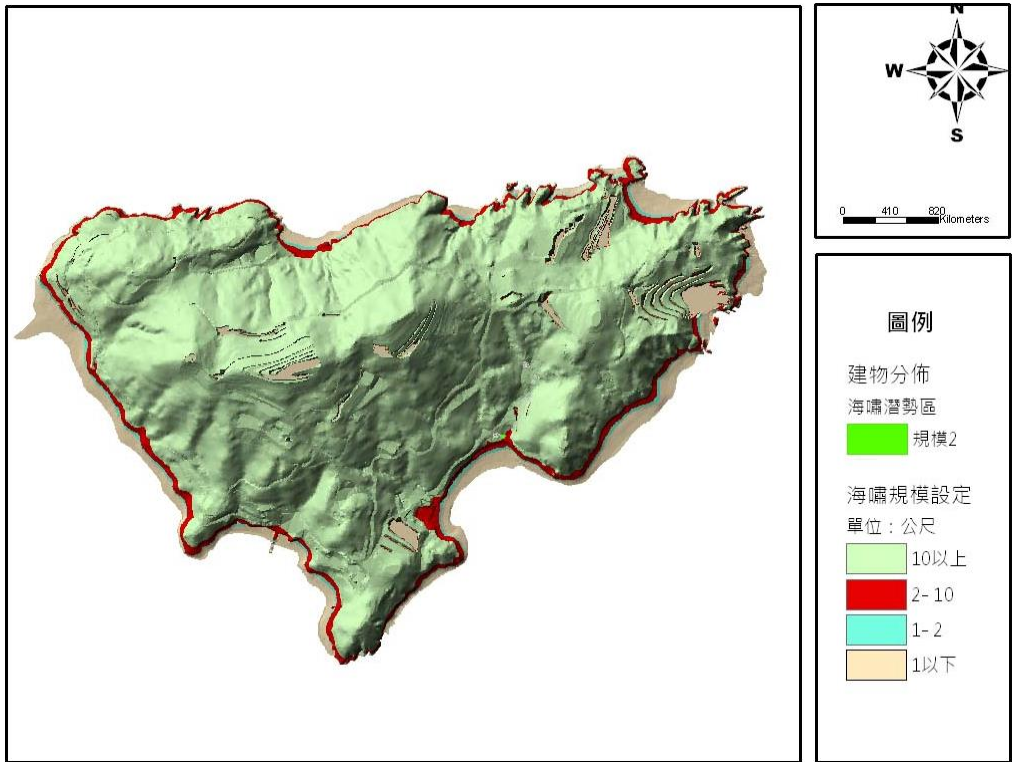 N
W
S
0 410 820
Kilometers
圖例
建物分佈
海嘯潛勢區
規模2
海嘯規模設定
單位：公尺
10以上
2-10
1-2
1以下